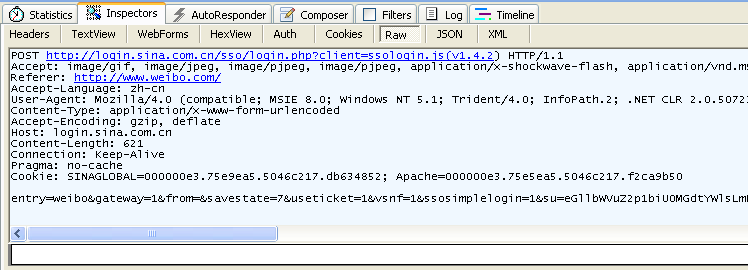 Statistics Inspectors AutoResponder Composer Filters Log Timeline
Headers TextView WebForms HexView Auth Cookies Raw JSON XML
POST http://login.sina.com.cn/sso/login.php?client=ssologin.js(v1.4.2) HTTP/1.1
Accept: image/gif, image/jpeg, image/pjpeg, image/pjpeg, application/x-shockwave-flash, application/vnd.ms
Referer: http://www.weibo.com/
Accept-Language: zh-cn
User-Agent: Mozilla/4.0 (compatible; MSIE 8.0; Windows NT 5.1; Trident/4.0; InfoPath.2; .NET CLR 2.0.5072
Content-Type: application/x-www-form-urlencoded
Accept-Encoding: gzip, deflate
Host: login.sina.com.cn
Content-Length: 621
Connection: Keep-Alive
Pragma: no-cache
Cookie: SINAGLOBAL=000000e3.75e9ea5.5046c217.db634852; Apache=000000e3.75e5ea5.5046c217.f2ca9b50
entry=weibo&gateway=1&from=&savestate=7&useticket=1&vsnf=1&ssosimplelogin=1&su=eGllbWVuZ2p1biU0MGdtYWlsLm